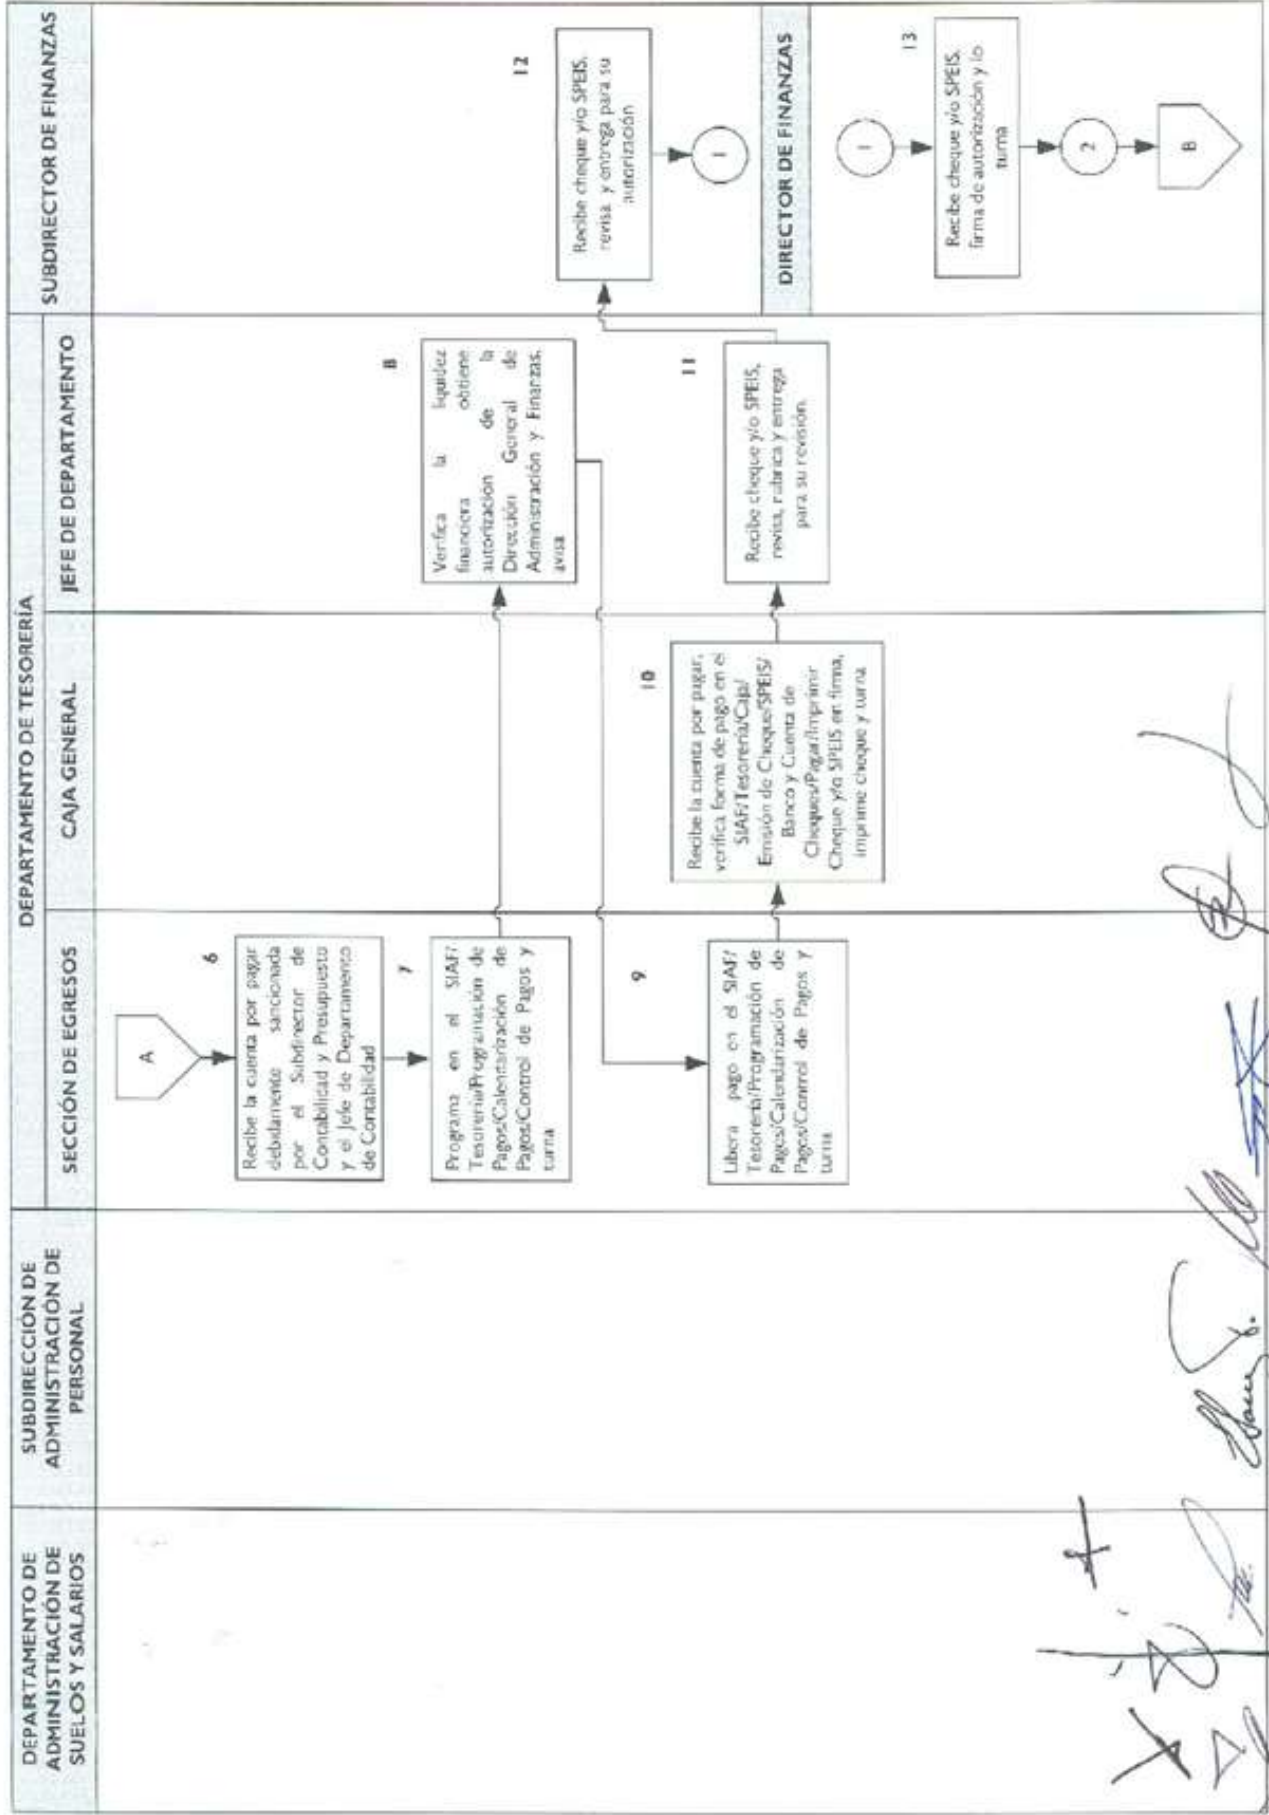 DEPARTAMENTO DE
ADMINISTRACIÓN DE
SUELOS Y SALARIOS
SUBDIRECCIÓN DE
ADMINISTRACIÓN DE
PERSONAL
DEPARTAMENTO DE TESORERÍA
SECCIÓN DE EGRESOS
CAJA GENERAL
JEFE DE DEPARTAMENTO
SUBDIRECTOR DE FINANZAS
A
6
Recibe la cuenta por pagar
debidamente sancionada
por el Subdirector de
Contabilidad y Presupuesto
y el Jefe de Departamento
de Contabilidad
7
Programa en el SIAF/
Tesorería/Programación de
Pagos/Calendarización de
Pagos/Control de Pagos y
turna
8
Verifica la liquidez
financiera obtiene
autorización de la
Dirección General de
Administración y Finanzas,
avisa
9
Libera pago en el SIAF/
Tesorería/Programación de
Pagos/Calendarización de
Pagos/Control de Pagos y
turna
10
Recibe la cuenta por pagar,
verifica forma de pago en el
SIAF/Tesorería/Caja/
Emisión de Cheque/SPEIS/
Banco y Cuenta de
Cheques/Pagar/Imprimir
Cheque y/o SPEIS en firma,
imprime cheque y turna
11
Recibe cheque y/o SPEIS,
revisa, rubrica y entrega
para su revisión.
12
Recibe cheque y/o SPEIS,
revisa, y entrega para su
autorización
1
DIRECTOR DE FINANZAS
1
13
Recibe cheque y/o SPEIS,
firma de autorización y lo
turna
2
B